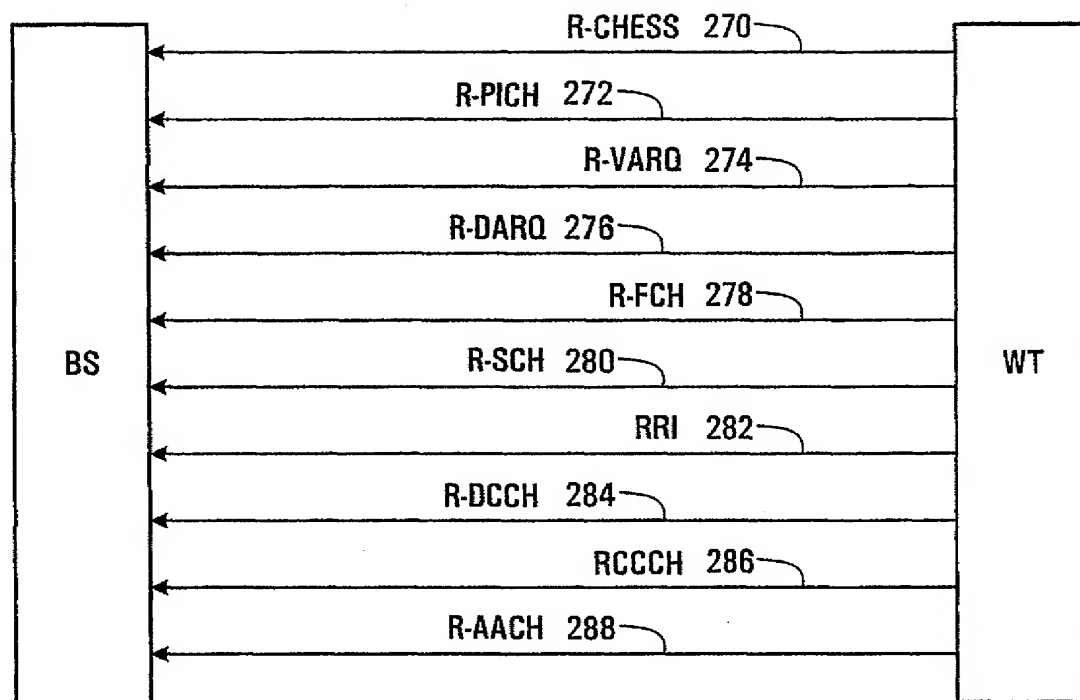 R-CHESS 270
R-PICH 272
R-VARQ 274
R-DARQ 276
R-FCH 278
BS
R-SCH 280
WT
RRI 282
R-DCCH 284
RCCCH 286
R-AACH 288